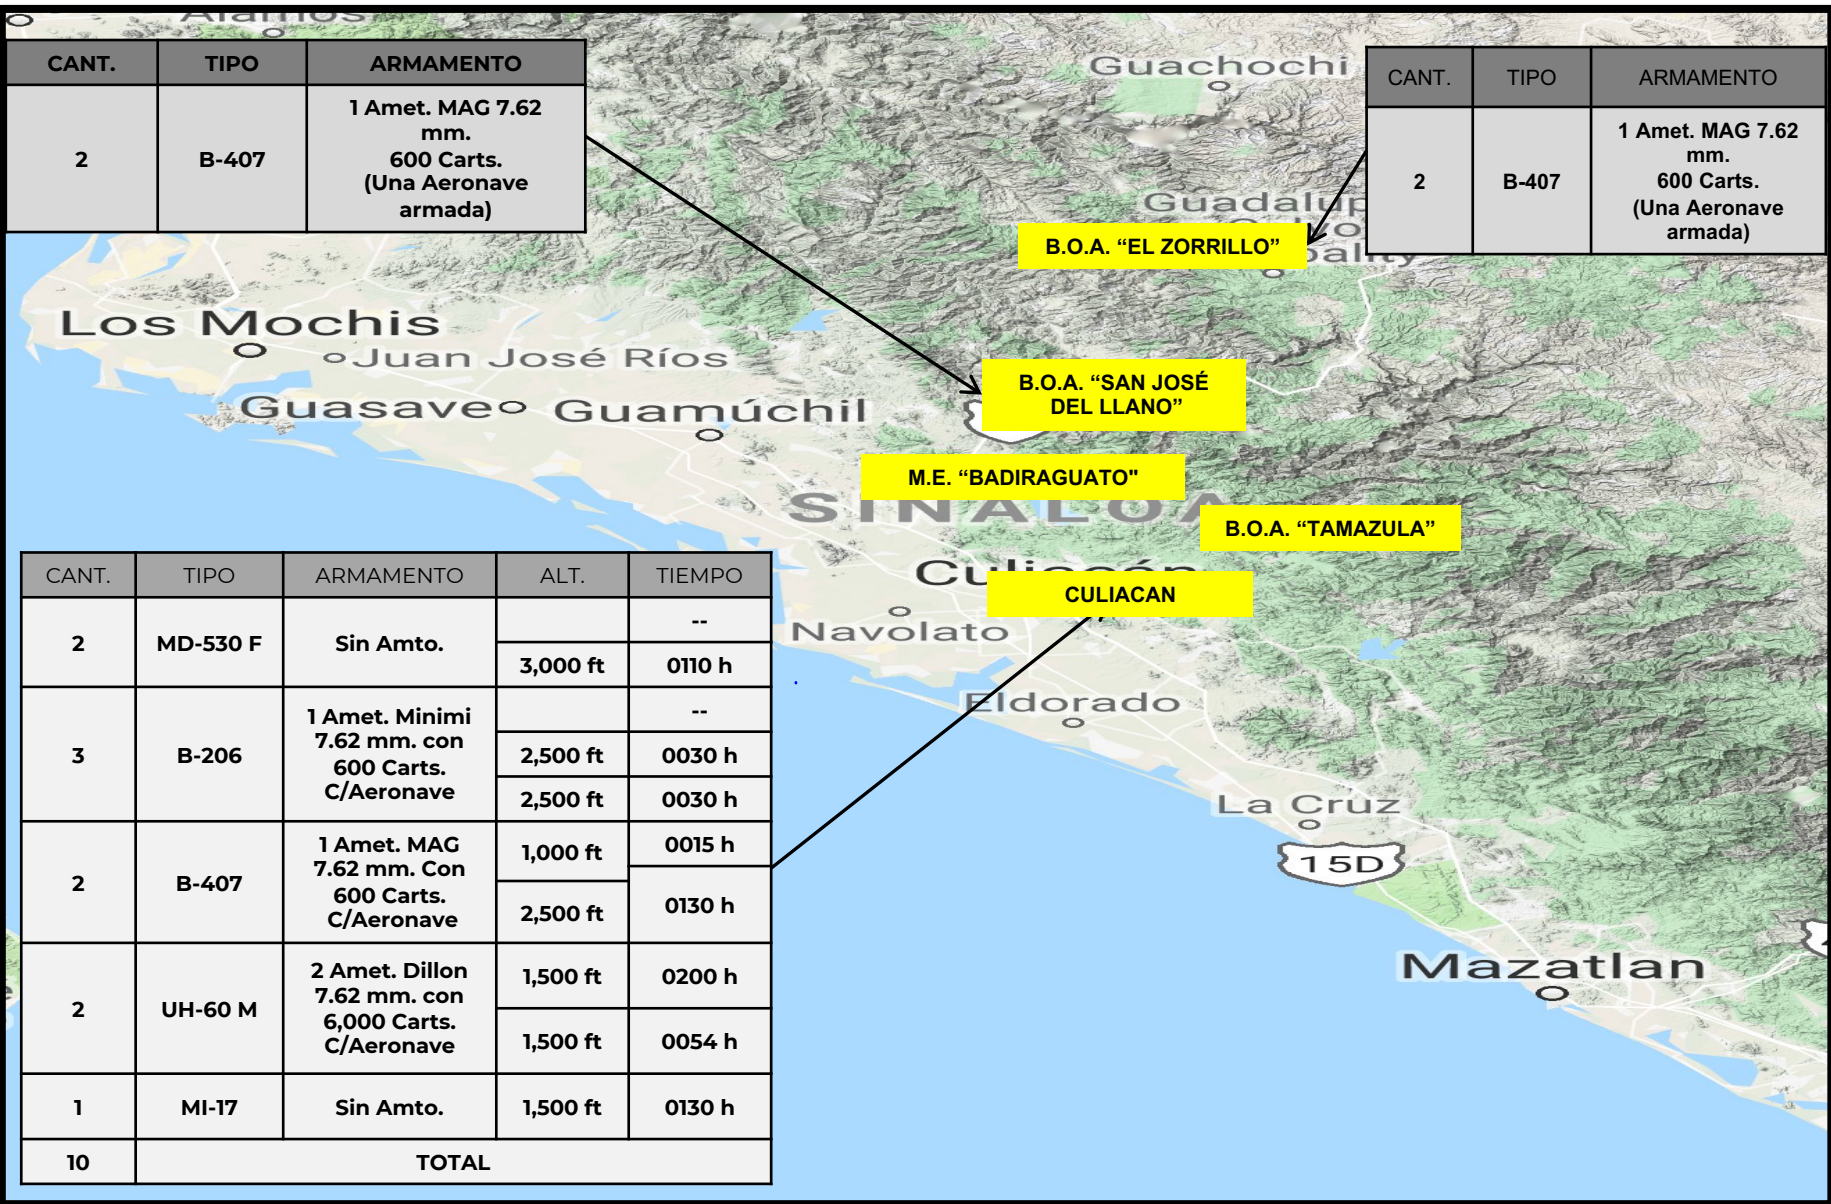 Alamos
CANT. TIPO ARMAMENTO
2 B-407 1 Amet. MAG 7.62
mm.
600 Carts.
(Una Aeronave
armada)
Guachochi
CANT. TIPO ARMAMENTO
2 B-407 1 Amet. MAG 7.62
mm.
600 Carts.
(Una Aeronave
armada)
B.O.A. “EL ZORRILLO”
Los Mochis
Juan José Ríos
Guasave
Guamúchil
B.O.A. “SAN JOSÉ
DEL LLANO”
M.E. “BADIRAGUATO"
SINALOA
B.O.A. “TAMAZULA”
Culiacán
CULIACAN
Navolato
Eldorado
La Cruz
15D
Mazatlan
CANT. TIPO ARMAMENTO ALT. TIEMPO
2 MD-530 F Sin Amto. --
3,000 ft 0110 h
3 B-206 1 Amet. Minimi
7.62 mm. con
600 Carts.
C/Aeronave
--
2,500 ft 0030 h
2,500 ft 0030 h
2 B-407 1 Amet. MAG
7.62 mm. Con
600 Carts.
C/Aeronave
1,000 ft 0015 h
2,500 ft 0130 h
2 UH-60 M 2 Amet. Dillon
7.62 mm. con
6,000 Carts.
C/Aeronave
1,500 ft 0200 h
1,500 ft 0054 h
1 MI-17 Sin Amto. 1,500 ft 0130 h
10 TOTAL